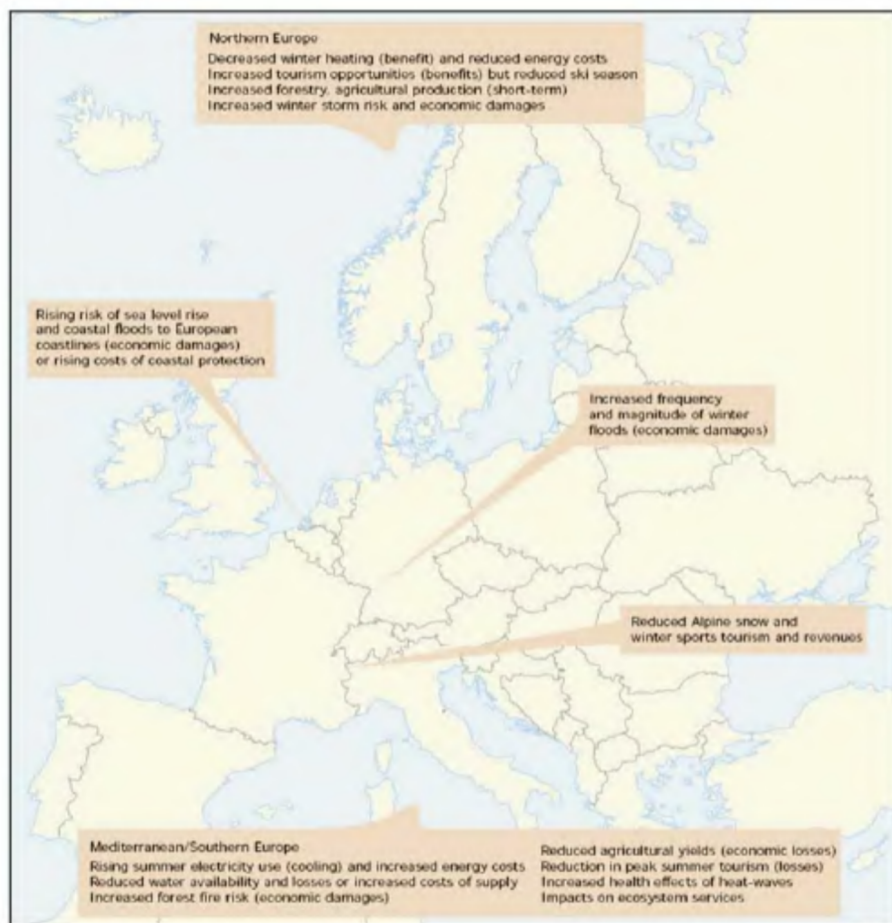 Northern Europe
Decreased winter heating (benefit) and reduced energy costs
Increased tourism opportunities (benefits) but reduced ski season
Increased forestry, agricultural production (short-term)
Increased winter storm risk and economic damages
Rising risk of sea level rise
and coastal floods to European
coastlines (economic damages)
or rising costs of coastal protection
Increased frequency
and magnitude of winter
floods (economic damages)
Reduced Alpine snow and
winter sports tourism and revenues
Mediterranean/Southern Europe
Rising summer electricity use (cooling) and increased energy costs
Reduced water availability and losses or increased costs of supply
Increased forest fire risk (economic damages)
Reduced agricultural yields (economic losses)
Reduction in peak summer tourism (losses)
Increased health effects of heat-waves
Impacts on ecosystem services